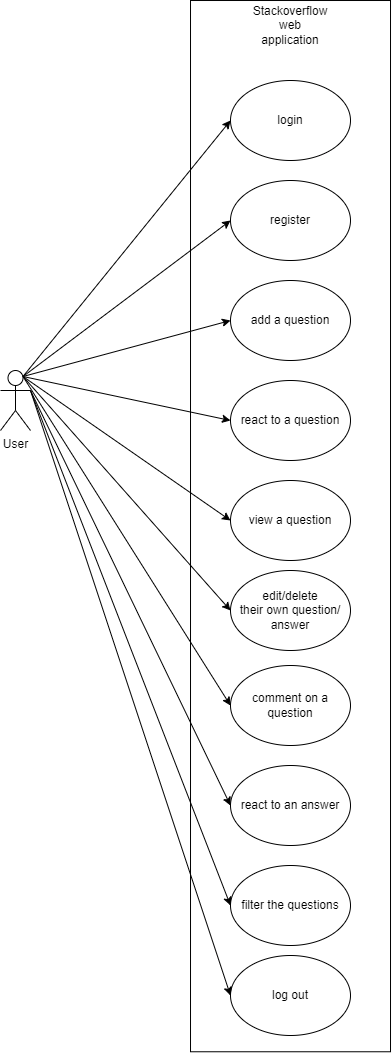 Stackoverflow
web
application
login
register
add a question
react to a question
User
view a question
edit/delete
their own question/
answer
comment on a
question
react to an answer
filter the questions
log out